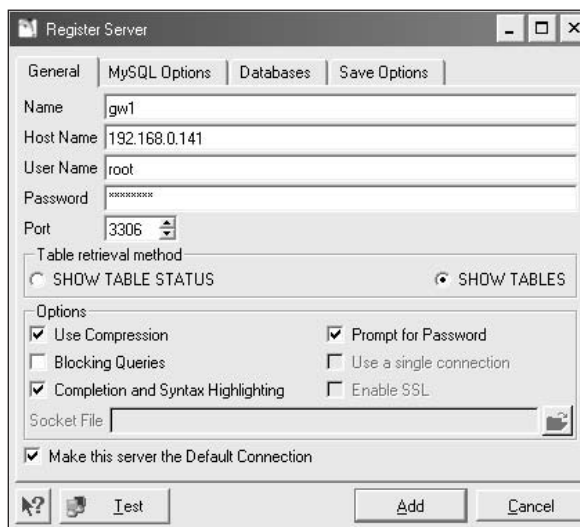 Register Server
General MySQL Options Databases Save Options
Name gw1
Host Name 192.168.0.141
User Name root
Password ********
Port 3306
Table retrieval method
SHOW TABLE STATUS SHOW TABLES
Options
Use Compression Prompt for Password
Blocking Queries Use a single connection
Completion and Syntax Highlighting Enable SSL
Socket File
Make this server the Default Connection
? Test Add Cancel